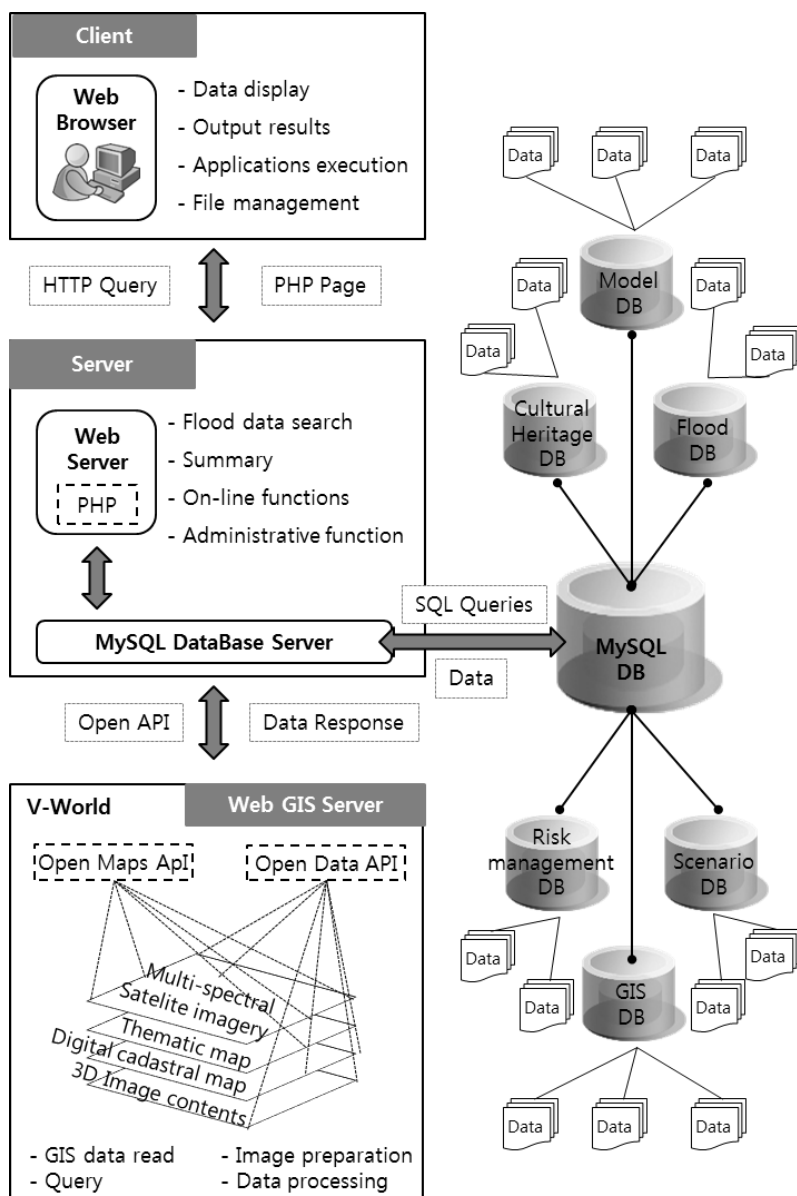 Client
Web
Browser
- Data display
- Output results
- Applications execution
- File management
HTTP Query
PHP Page
Server
Web
Server
PHP
- Flood data search
- Summary
- On-line functions
- Administrative function
MySQL DataBase Server
SQL Queries
Data
Open API
Data Response
V-World
Web GIS Server
Open Maps ApI
Open Data API
Multi-spectral
Satelite imagery
Thematic map
Digital cadastral map
3D Image contents
- GIS data read
- Query
- Image preparation
- Data processing
Data
Data
Data
Model
DB
Data
Data
Data
Data
Cultural
Heritage
DB
Flood
DB
MySQL
DB
Risk
management
DB
Scenario
DB
Data
Data
Data
Data
GIS
DB
Data
Data
Data